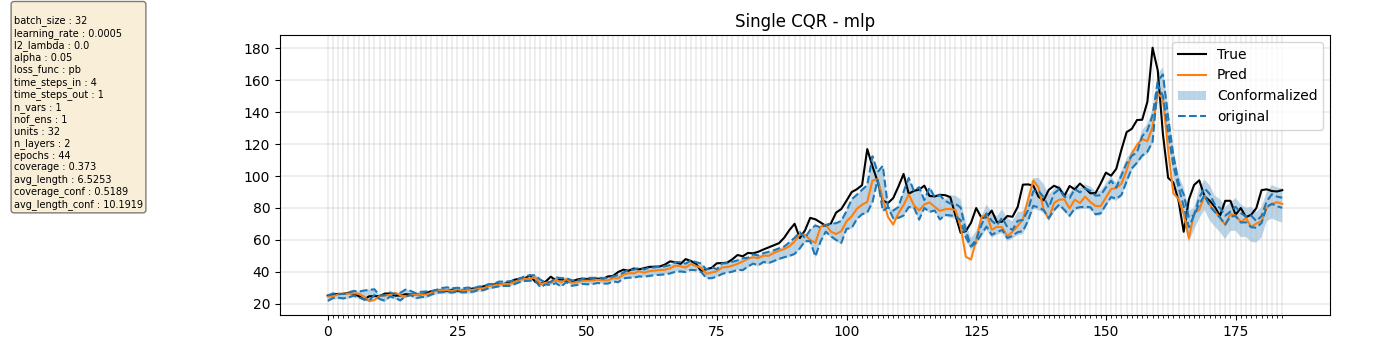 batch_size : 32
learning_rate : 0.0005
l2_lambda : 0.0
alpha : 0.05
loss_func : pb
time_steps_in : 4
time_steps_out : 1
n_vars : 1
nof_ens : 1
units : 32
n_layers : 2
epochs : 44
coverage : 0.373
avg_length : 6.5253
coverage_conf : 0.5189
avg_length_conf : 10.1919
Single CQR - mlp
180
160
140
120
100
80
60
40
20
True
Pred
Conformalized
original
0 25 50 75 100 125 150 175